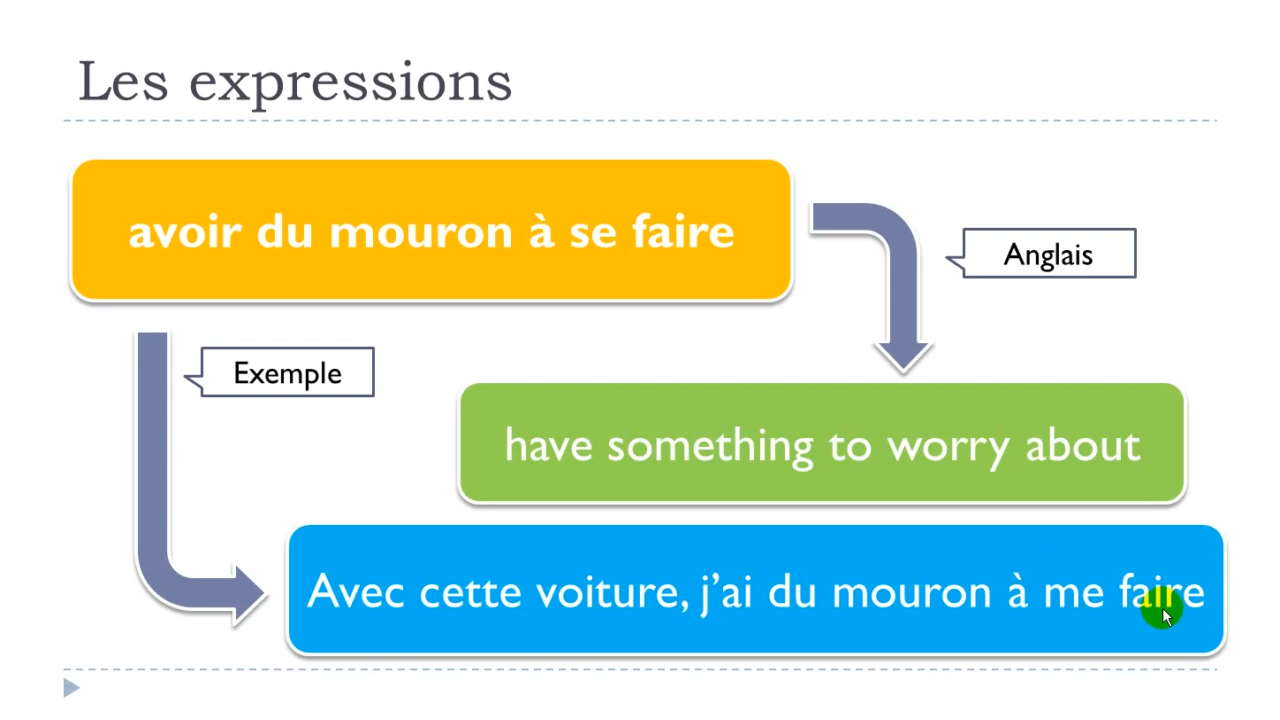 Les expressions
avoir du mouron à se faire
Anglais
Exemple
have something to worry about
Avec cette voiture, j’ai du mouron à me faire